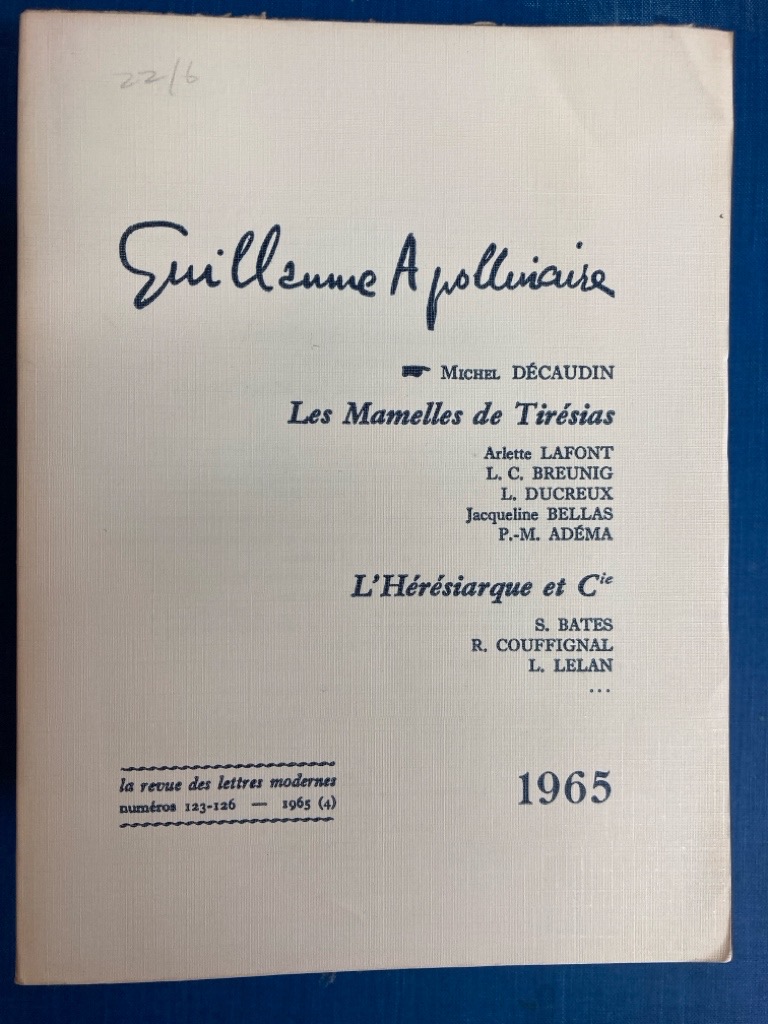 22/6
Guillaume Apollinaire
☛ MICHEL DÉCAUDIN
Les Mamelles de Tirésias
Arlette LAFONT
L. C. BREUNIG
L. DUCREUX
Jacqueline BELLAS
P.-M. ADÉMA
L'Hérésiarque et Cie
S. BATES
R. COUFFIGNAL
L. LELAN
...
la revue des lettres modernes
numéros 123-126 — 1965 (4)
1965